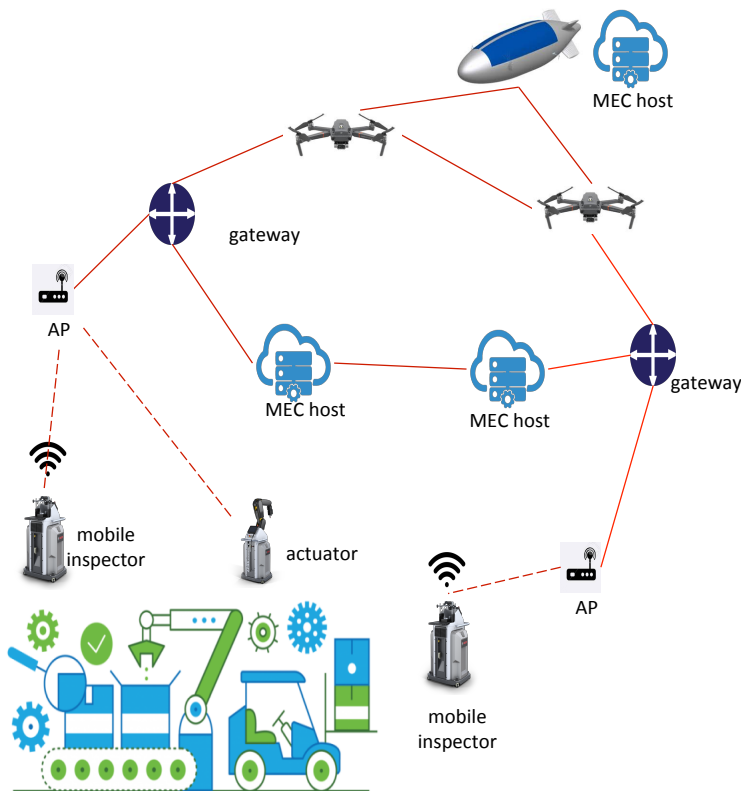 MEC host
gateway
AP
MEC host
MEC host
gateway
mobile
inspector
actuator
AP
mobile
inspector